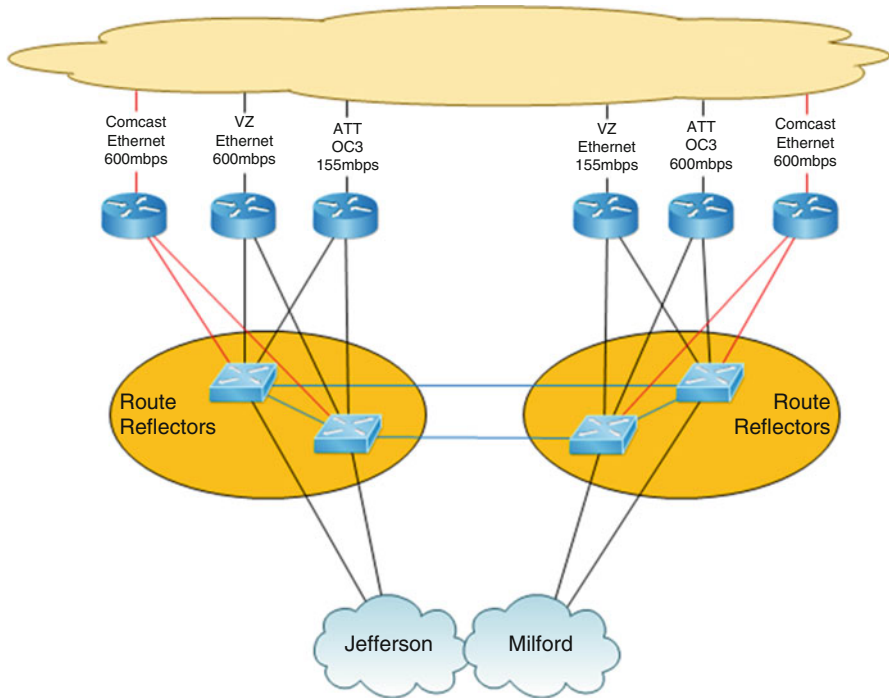 Comcast
Ethernet
600mbps
VZ
Ethernet
600mbps
ATT
OC3
155mbps
VZ
Ethernet
155mbps
ATT
OC3
600mbps
Comcast
Ethernet
600mbps
Route
Reflectors
Route
Reflectors
Jefferson
Milford